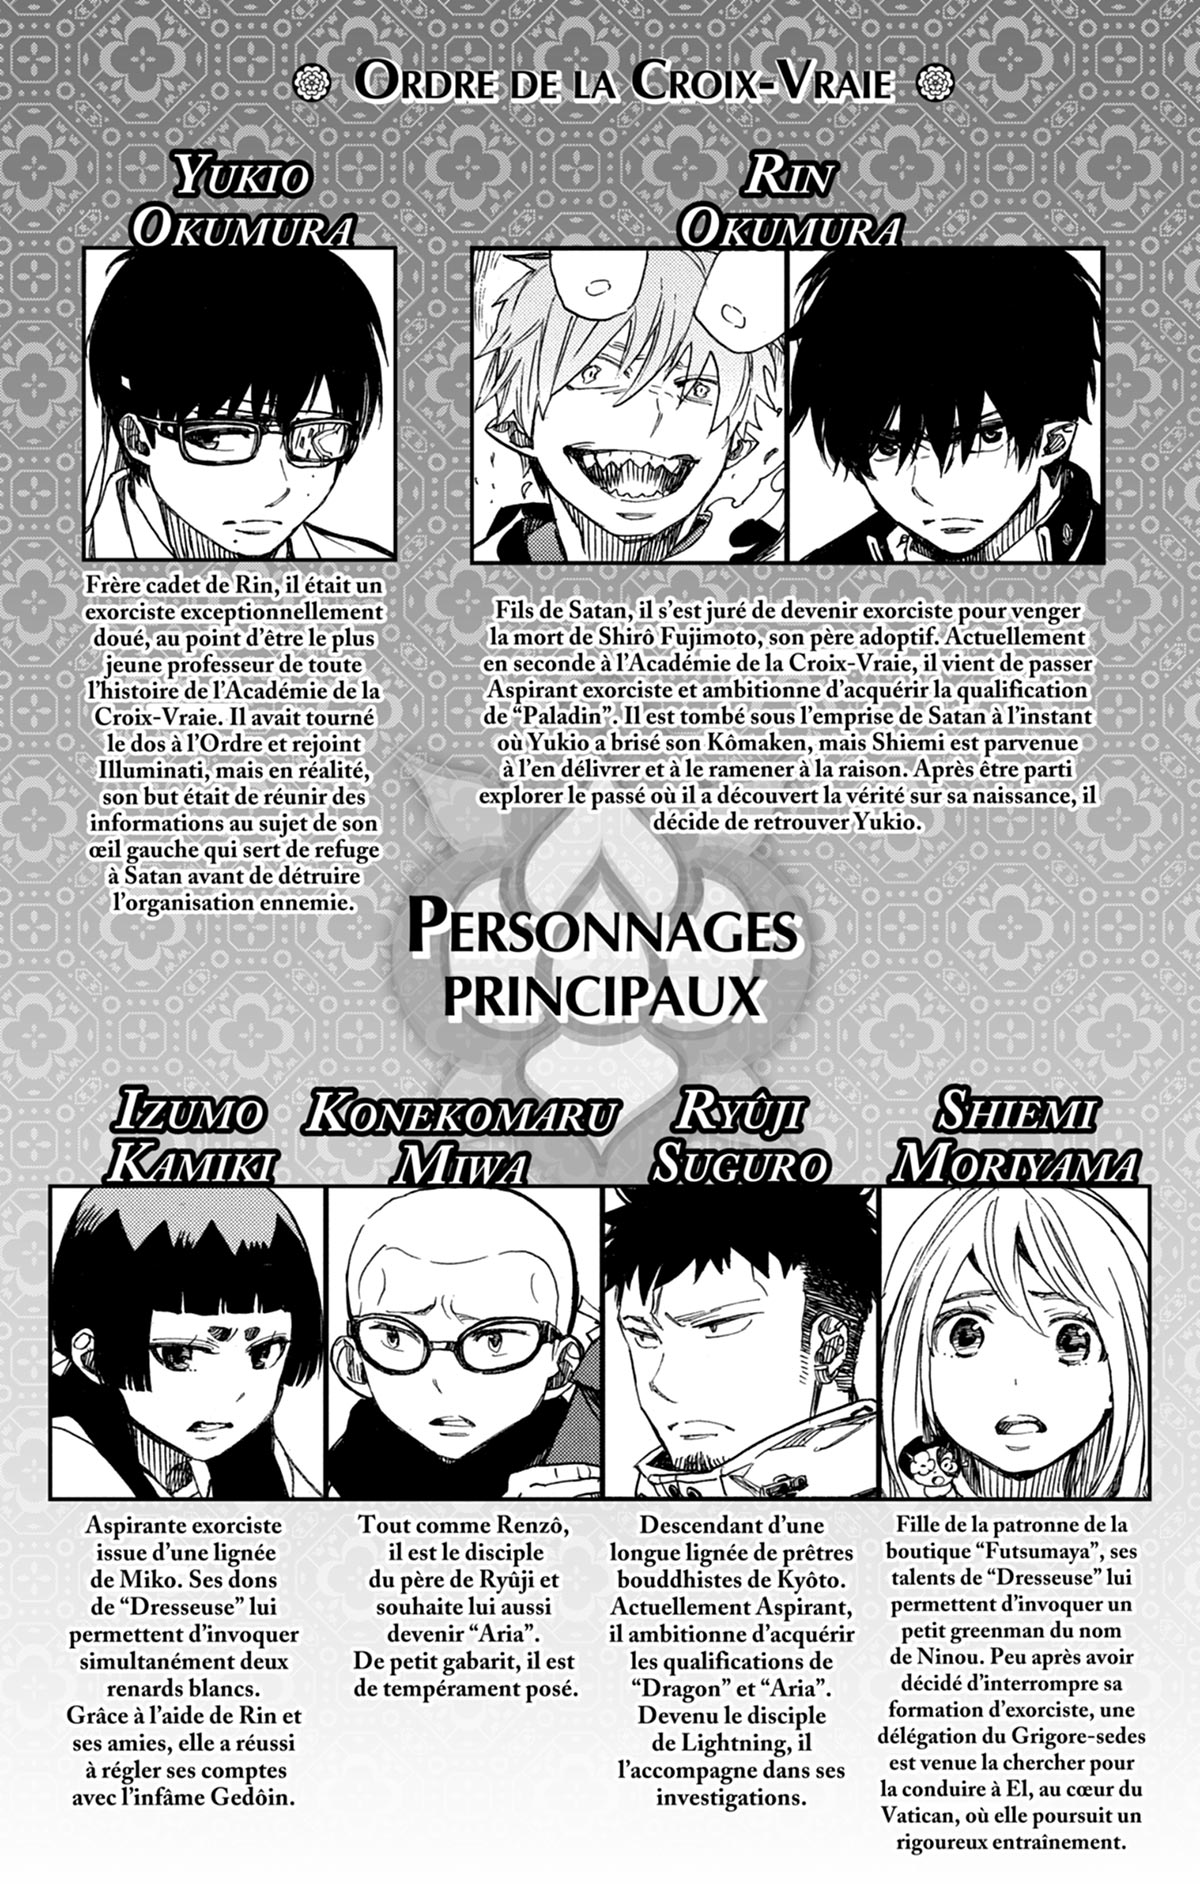 ORDRE DE LA CROIX-VRAIE
YUKIO
OKUMURA
Frère cadet de Rin, il était un
exorciste exceptionnellement
doué, au point d'être le plus
jeune professeur de toute
l'histoire de l'Académie de la
Croix-Vraie. Il avait tourné
le dos à l'Ordre et rejoint
Illuminati, mais en réalité,
son but était de réunir des
informations au sujet de son
œil gauche qui sert de refuge
à Satan avant de détruire
l'organisation ennemie.
RIN
OKUMURA
Fils de Satan, il s'est juré de devenir exorciste pour venger
la mort de Shirô Fujimoto, son père adoptif. Actuellement
en seconde à l'Académie de la Croix-Vraie, il vient de passer
Aspirant exorciste et ambitionne d'acquérir la qualification
de “Paladin”. Il est tombé sous l'emprise de Satan à l'instant
où Yukio a brisé son Kômaken, mais Shiemi est parvenue
à l'en délivrer et à le ramener à la raison. Après être parti
explorer le passé où il a découvert la vérité sur sa naissance, il
décide de retrouver Yukio.
PERSONNAGES
PRINCIPAUX
IZUMO
KAMIKI
Aspirante exorciste
issue d'une lignée
de Miko. Ses dons
de “Dresseuse” lui
permettent d'invoquer
simultanément deux
renards blancs.
Grâce à l'aide de Rin et
ses amies, elle a réussi
à régler ses comptes
avec l'infâme Gedôin.
KONEKOMARU
MIWA
Tout comme Renzô,
il est le disciple
du père de Ryûji et
souhaite lui aussi
devenir “Aria”.
De petit gabarit, il est
de tempérament posé.
RYÛJI
SUGURO
Descendant d'une
longue lignée de prêtres
bouddhistes de Kyôto.
Actuellement Aspirant,
il ambitionne d'acquérir
les qualifications de
“Dragon” et “Aria”.
Devenu le disciple
de Lightning, il
l'accompagne dans ses
investigations.
SHIEMI
MORIYAMA
Fille de la patronne de la
boutique “Futsumaya”, ses
talents de “Dresseuse” lui
permettent d'invoquer un
petit greenman du nom
de Ninou. Peu après avoir
décidé d'interrompre sa
formation d'exorciste, une
délégation du Grigore-sedes
est venue la chercher pour
la conduire à El, au cœur du
Vatican, où elle poursuit un
rigoureux entraînement.